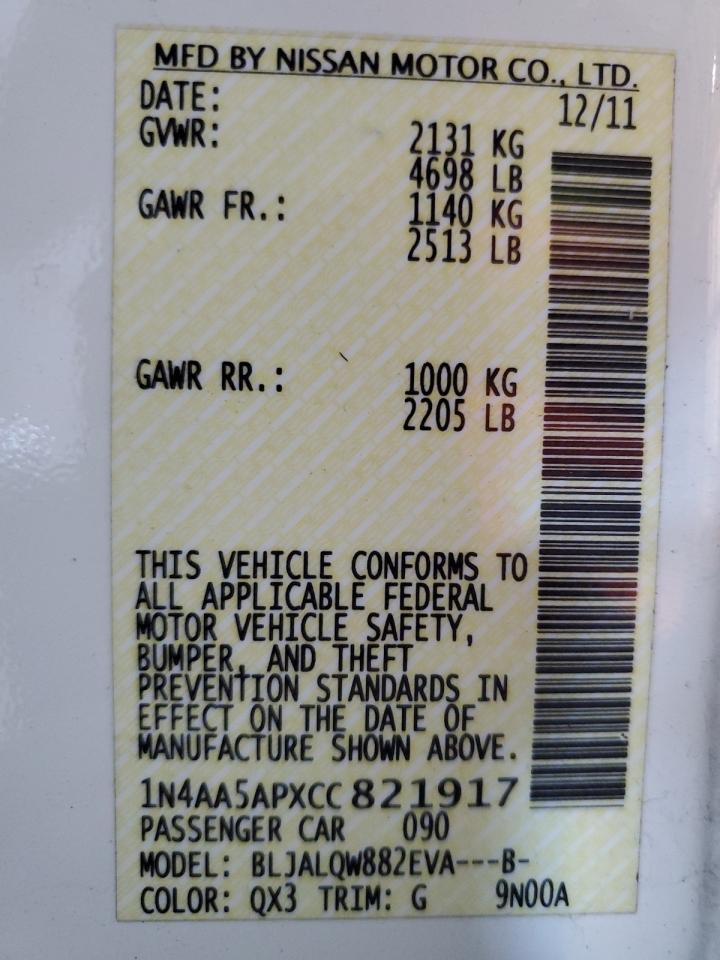 MFD BY NISSAN MOTOR CO., LTD.
DATE: 12/11
GVWR: 2131 KG
4698 LB
GAWR FR.: 1140 KG
2513 LB
GAWR RR.: 1000 KG
2205 LB
THIS VEHICLE CONFORMS TO
ALL APPLICABLE FEDERAL
MOTOR VEHICLE SAFETY,
BUMPER, AND THEFT
PREVENTION STANDARDS IN
EFFECT ON THE DATE OF
MANUFACTURE SHOWN ABOVE.
1N4AA5APXCC821917
PASSENGER CAR 090
MODEL: BLJALQW882EVA---B-
COLOR: QX3 TRIM: G 9N00A